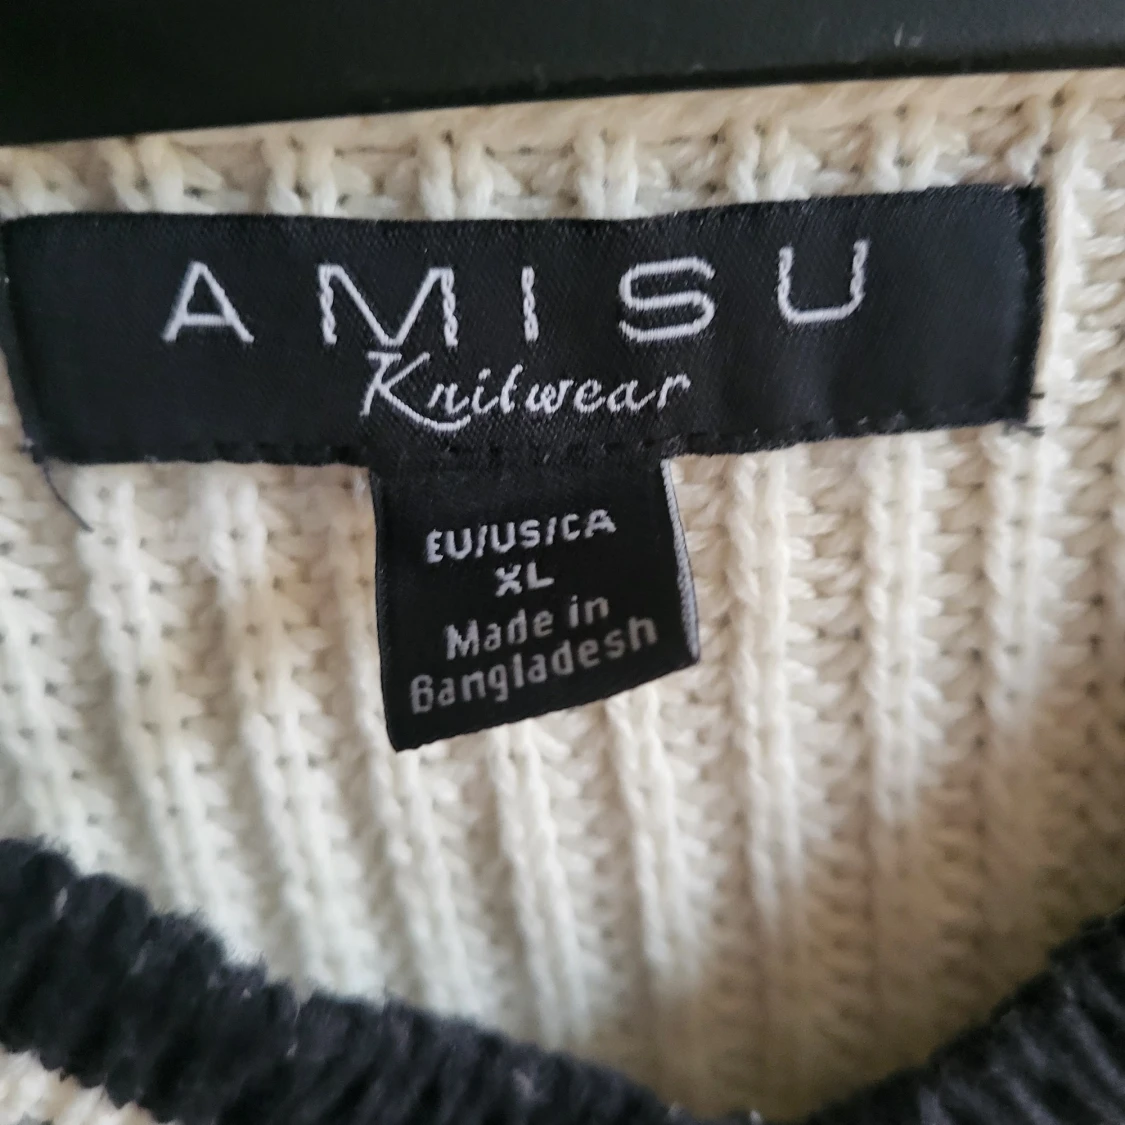 AMISU
Knitwear
EU/US/CA
XL
Made in
Bangladesh